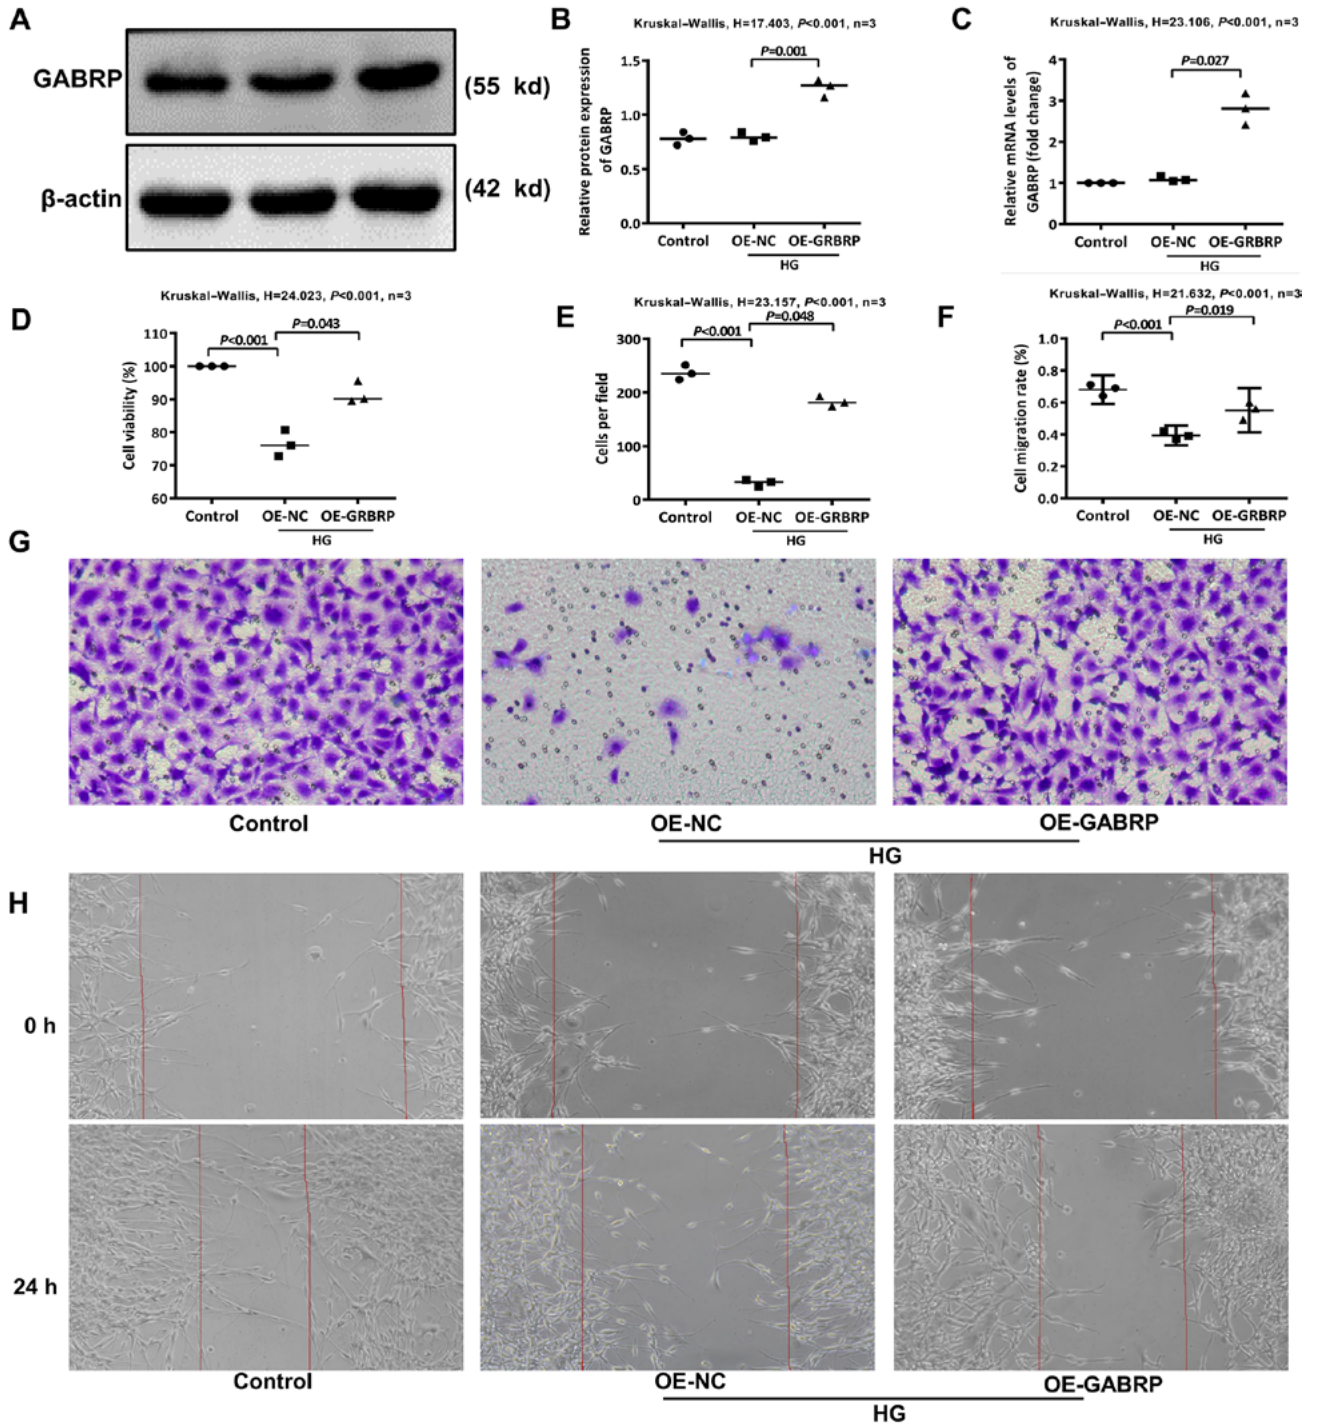 A
GABRP
(55 kd)
β-actin
(42 kd)
B
Kruskal–Wallis, H=17.403, P<0.001, n=3
P=0.001
Relative protein expression
of GABRP
1.5
1.0
0.5
0.0
Control
OE-NC
OE-GRBRP
HG
C
Kruskal–Wallis, H=23.106, P<0.001, n=3
P=0.027
Relative mRNA levels of
GABRP (fold change)
4
3
2
1
0
Control
OE-NC
OE-GRBRP
HG
D
Kruskal–Wallis, H=24.023, P<0.001, n=3
P<0.001
P=0.043
Cell viability (%)
110
100
90
80
70
60
Control
OE-NC
OE-GRBRP
HG
E
Kruskal–Wallis, H=23.157, P<0.001, n=3
P<0.001
P=0.048
Cells per field
300
200
100
0
Control
OE-NC
OE-GRBRP
HG
F
Kruskal–Wallis, H=21.632, P<0.001, n=3
P<0.001
P=0.019
Cell migration rate (%)
1.0
0.8
0.6
0.4
0.2
0.0
Control
OE-NC
OE-GRBRP
HG
G
Control
OE-NC
OE-GABRP
HG
H
0 h
24 h
Control
OE-NC
OE-GABRP
HG